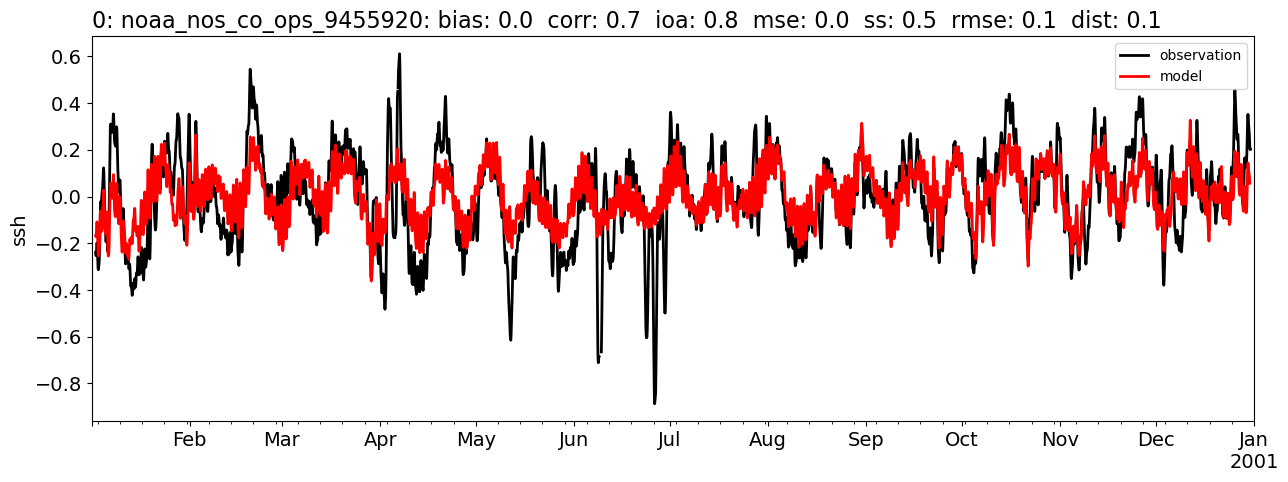 0: noaa_nos_co_ops_9455920: bias: 0.0  corr: 0.7  ioa: 0.8  mse: 0.0  ss: 0.5  rmse: 0.1  dist: 0.1
observation
model
ssh
0.6
0.4
0.2
0.0
−0.2
−0.4
−0.6
−0.8
Feb Mar Apr May Jun Jul Aug Sep Oct Nov Dec Jan
2001